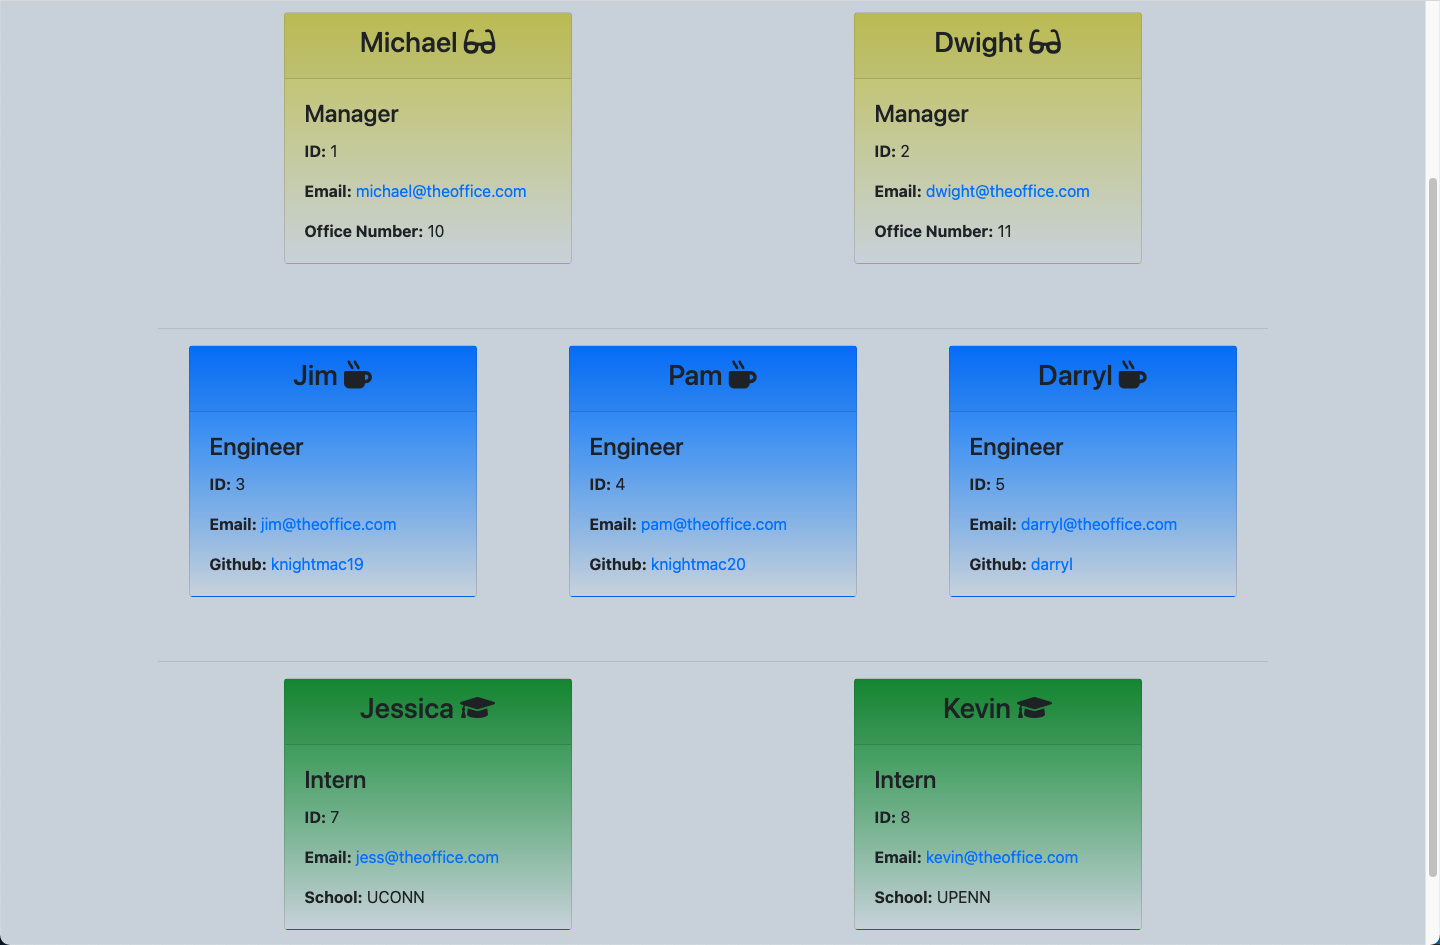 Michael
Manager
ID: 1
Email: michael@theoffice.com
Office Number: 10
Dwight
Manager
ID: 2
Email: dwight@theoffice.com
Office Number: 11
Jim
Engineer
ID: 3
Email: jim@theoffice.com
Github: knightmac19
Pam
Engineer
ID: 4
Email: pam@theoffice.com
Github: knightmac20
Darryl
Engineer
ID: 5
Email: darryl@theoffice.com
Github: darryl
Jessica
Intern
ID: 7
Email: jess@theoffice.com
School: UCONN
Kevin
Intern
ID: 8
Email: kevin@theoffice.com
School: UPENN